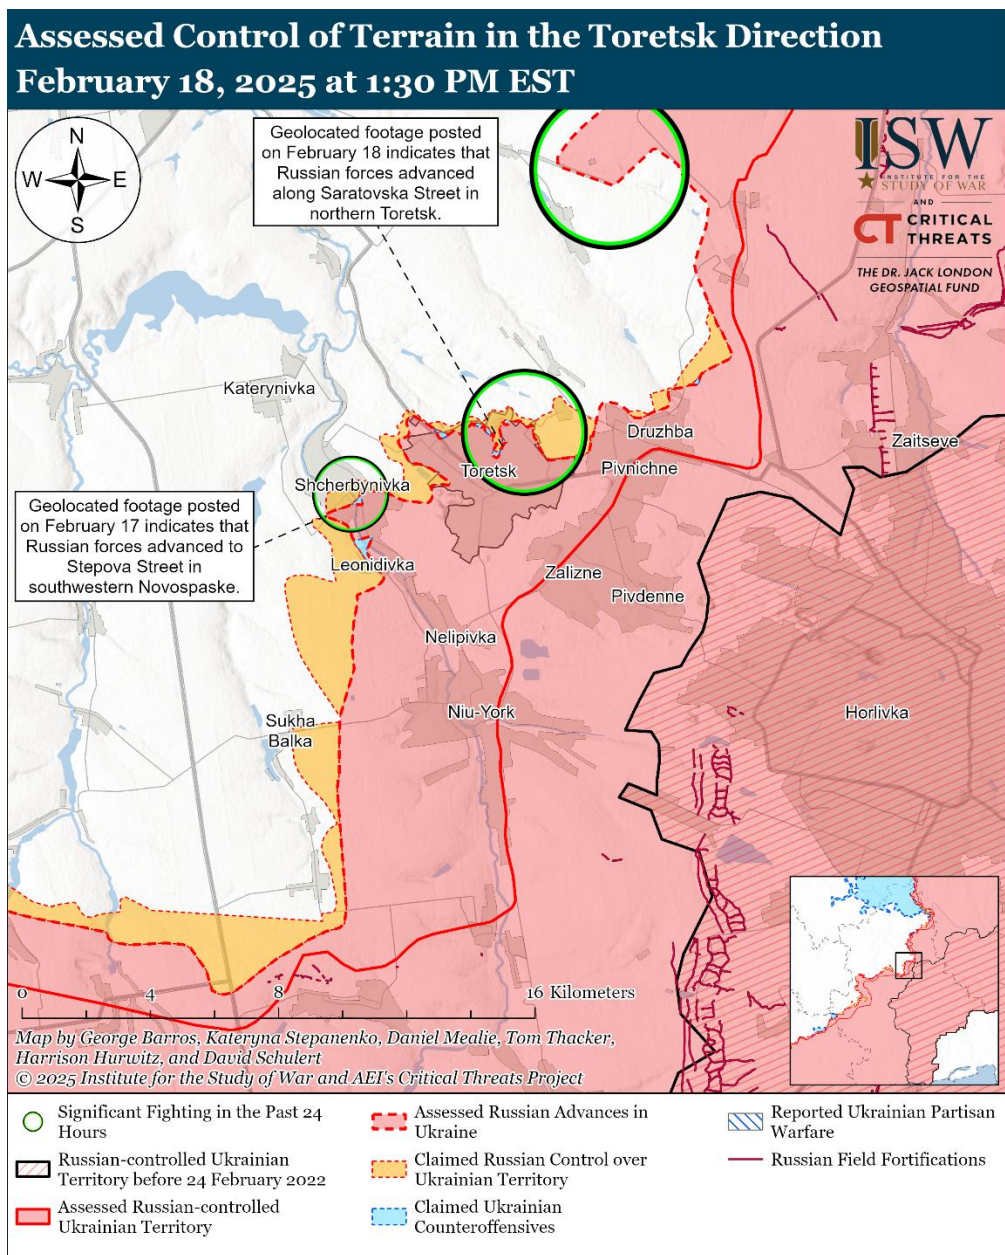 Assessed Control of Terrain in the Toretsk Direction
February 18, 2025 at 1:30 PM EST
N
W
E
S
Geolocated footage posted
on February 18 indicates that
Russian forces advanced
along Saratovska Street in
northern Toretsk.
ISW
INSTITUTE FOR THE
STUDY OF WAR
AND
CT CRITICAL
THREATS
THE DR. JACK LONDON
GEOSPATIAL FUND
Katerynivka
Druzhba
Zaitseve
Pivnichne
Toretsk
Shcherbynivka
Geolocated footage posted
on February 17 indicates that
Russian forces advanced to
Stepova Street in
southwestern Novospaske.
Leonidivka
Zalizne
Pivdenne
Nelipivka
Niu-York
Horlivka
Sukha
Balka
0
4
8
16 Kilometers
Map by George Barros, Kateryna Stepanenko, Daniel Mealie, Tom Thacker,
Harrison Hurwitz, and David Schulert
© 2025 Institute for the Study of War and AEI's Critical Threats Project
Significant Fighting in the Past 24
Hours
Russian-controlled Ukrainian
Territory before 24 February 2022
Assessed Russian-controlled
Ukrainian Territory
Assessed Russian Advances in
Ukraine
Claimed Russian Control over
Ukrainian Territory
Claimed Ukrainian
Counteroffensives
Reported Ukrainian Partisan
Warfare
Russian Field Fortifications